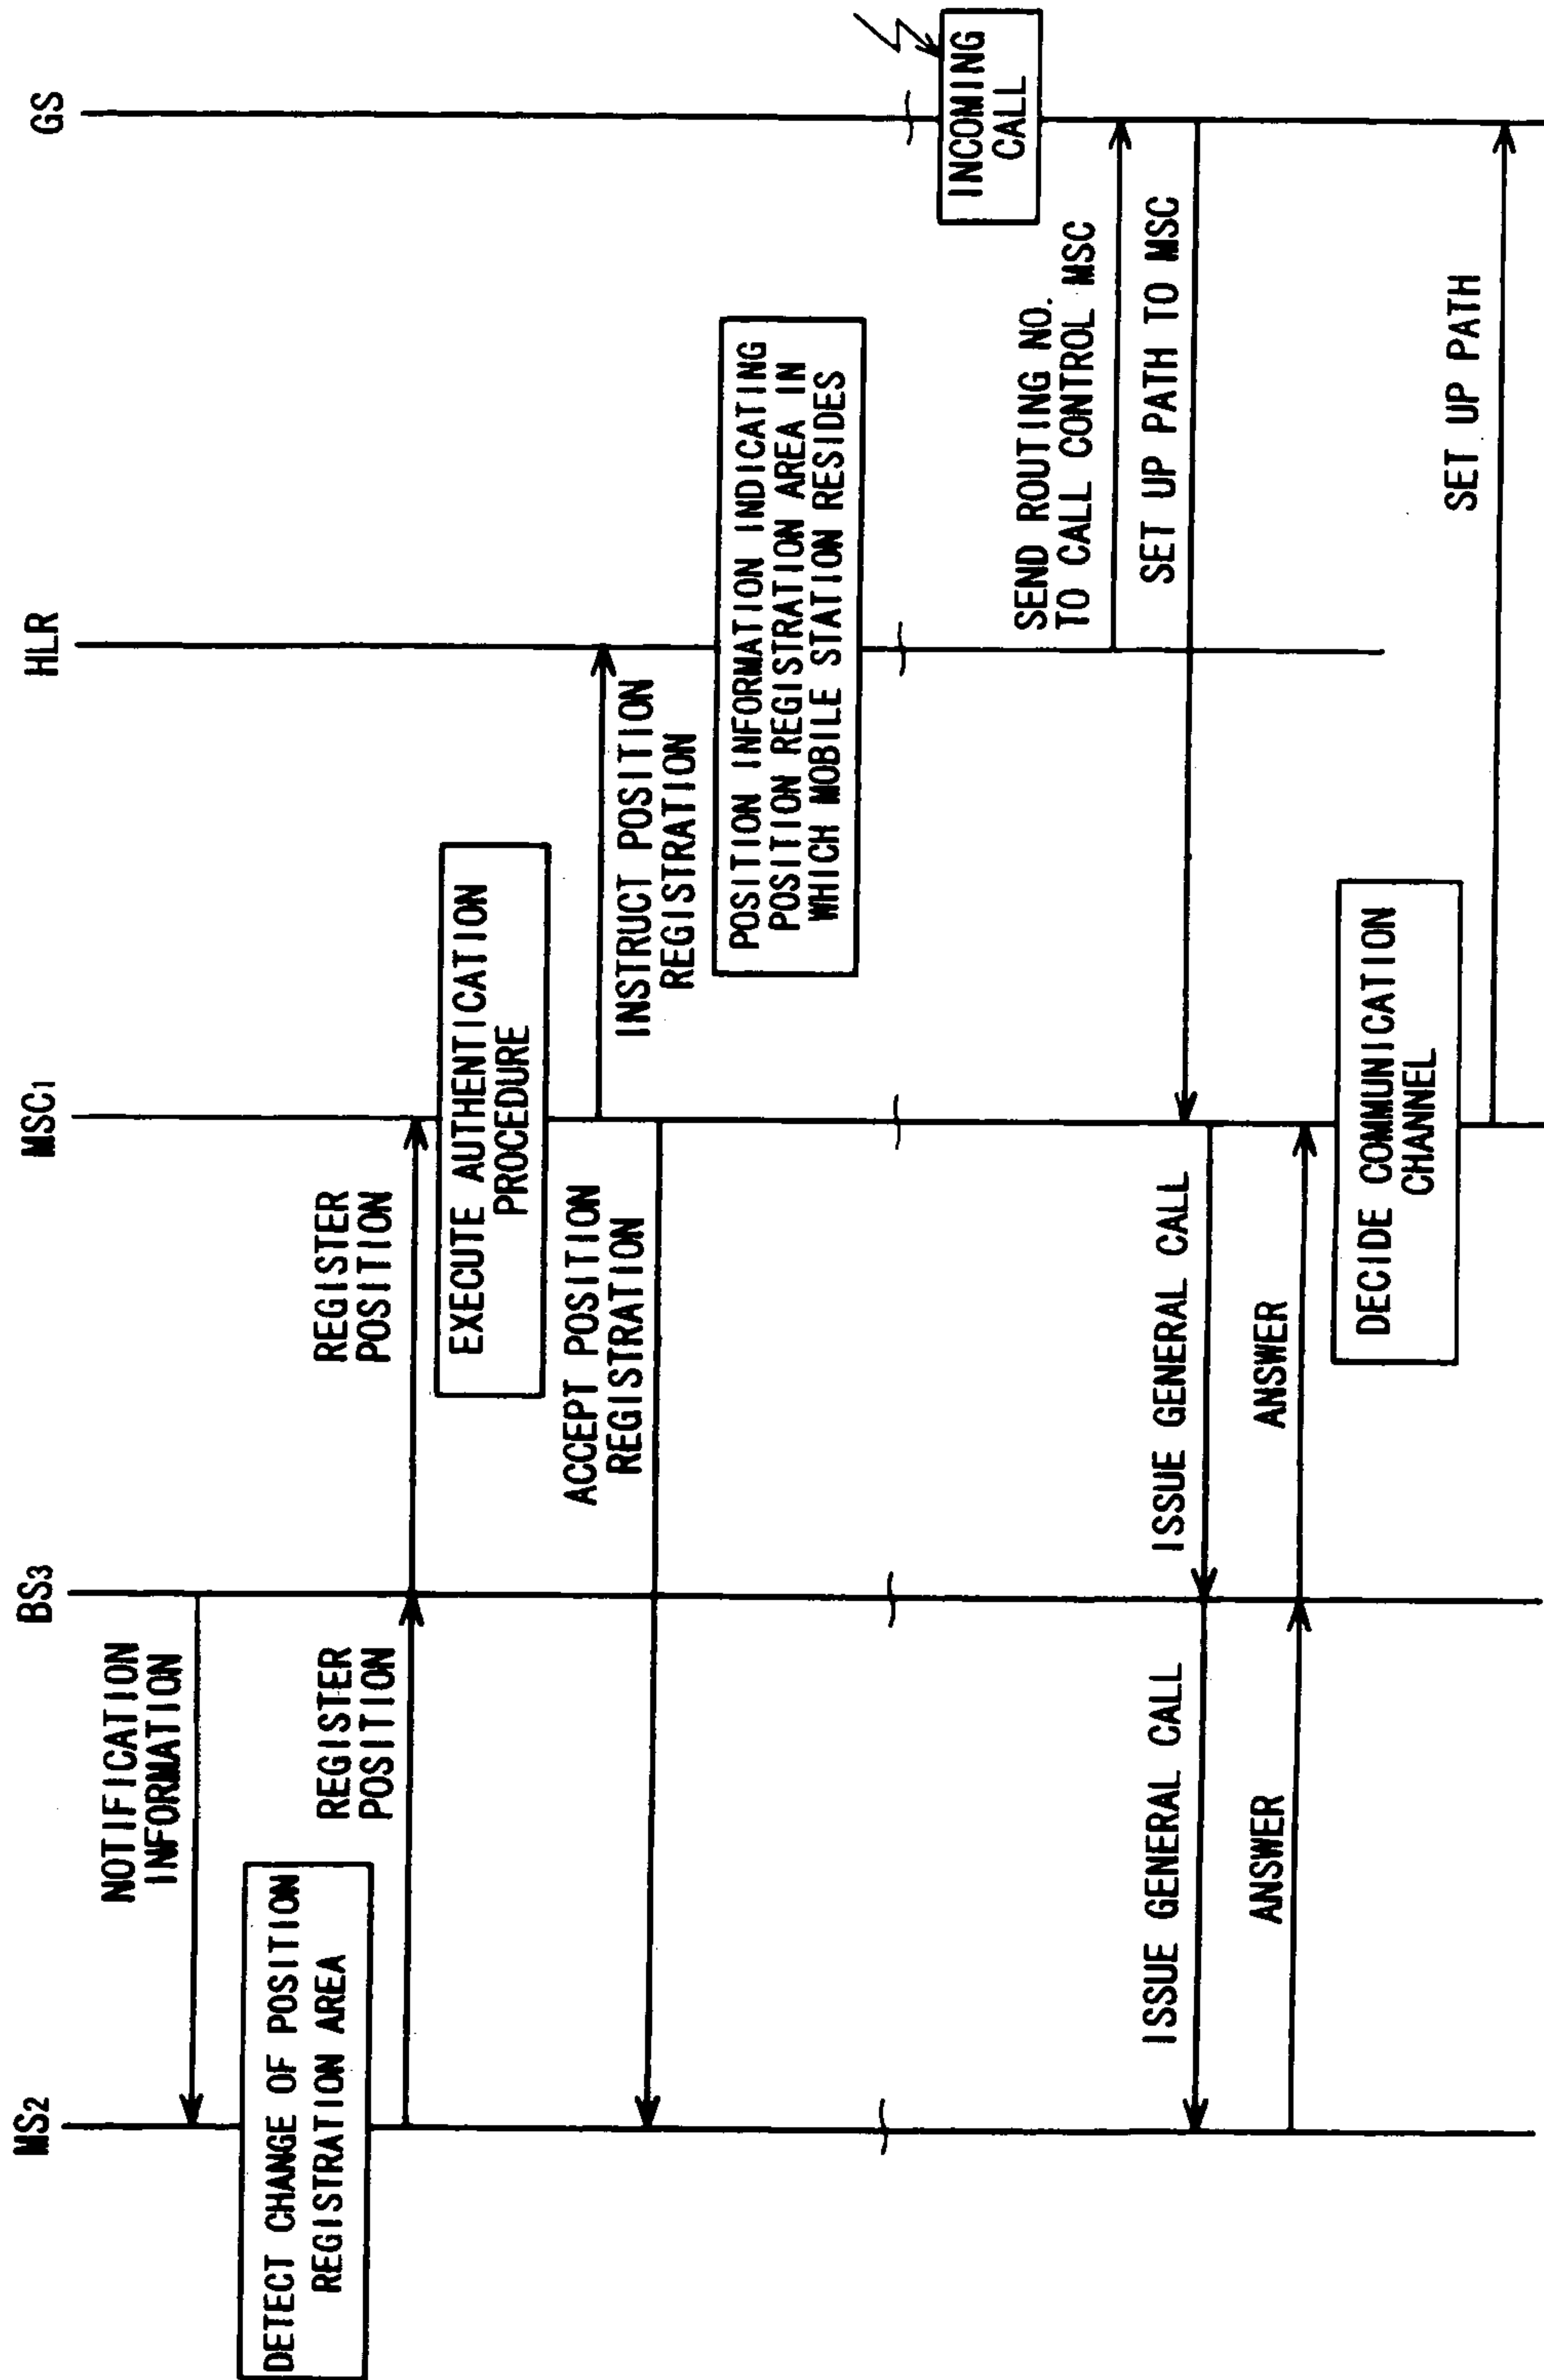 MS2
BS3
MSC1
HLR
GS
NOTIFICATION
INFORMATION
DETECT CHANGE OF POSITION
REGISTRATION AREA
REGISTER
POSITION
REGISTER
POSITION
EXECUTE AUTHENTICATION
PROCEDURE
ACCEPT POSITION
REGISTRATION
INSTRUCT POSITION
REGISTRATION
POSITION INFORMATION INDICATING
POSITION REGISTRATION AREA IN
WHICH MOBILE STATION RESIDES
INCOMING
CALL
SEND ROUTING NO.
TO CALL CONTROL MSC
SET UP PATH TO MSC
ISSUE GENERAL CALL
ISSUE GENERAL CALL
ANSWER
ANSWER
DECIDE COMMUNICATION
CHANNEL
SET UP PATH